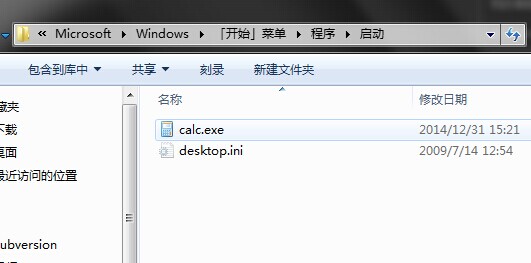 « Microsoft Windows 「开始」菜单 程序 启动
包含到库中 共享 刻录 新建文件夹
名称 修改日期
藏夹
calc.exe 2014/12/31 15:21
下载
desktop.ini 2009/7/14 12:54
桌面
最近访问的位置
ubversion